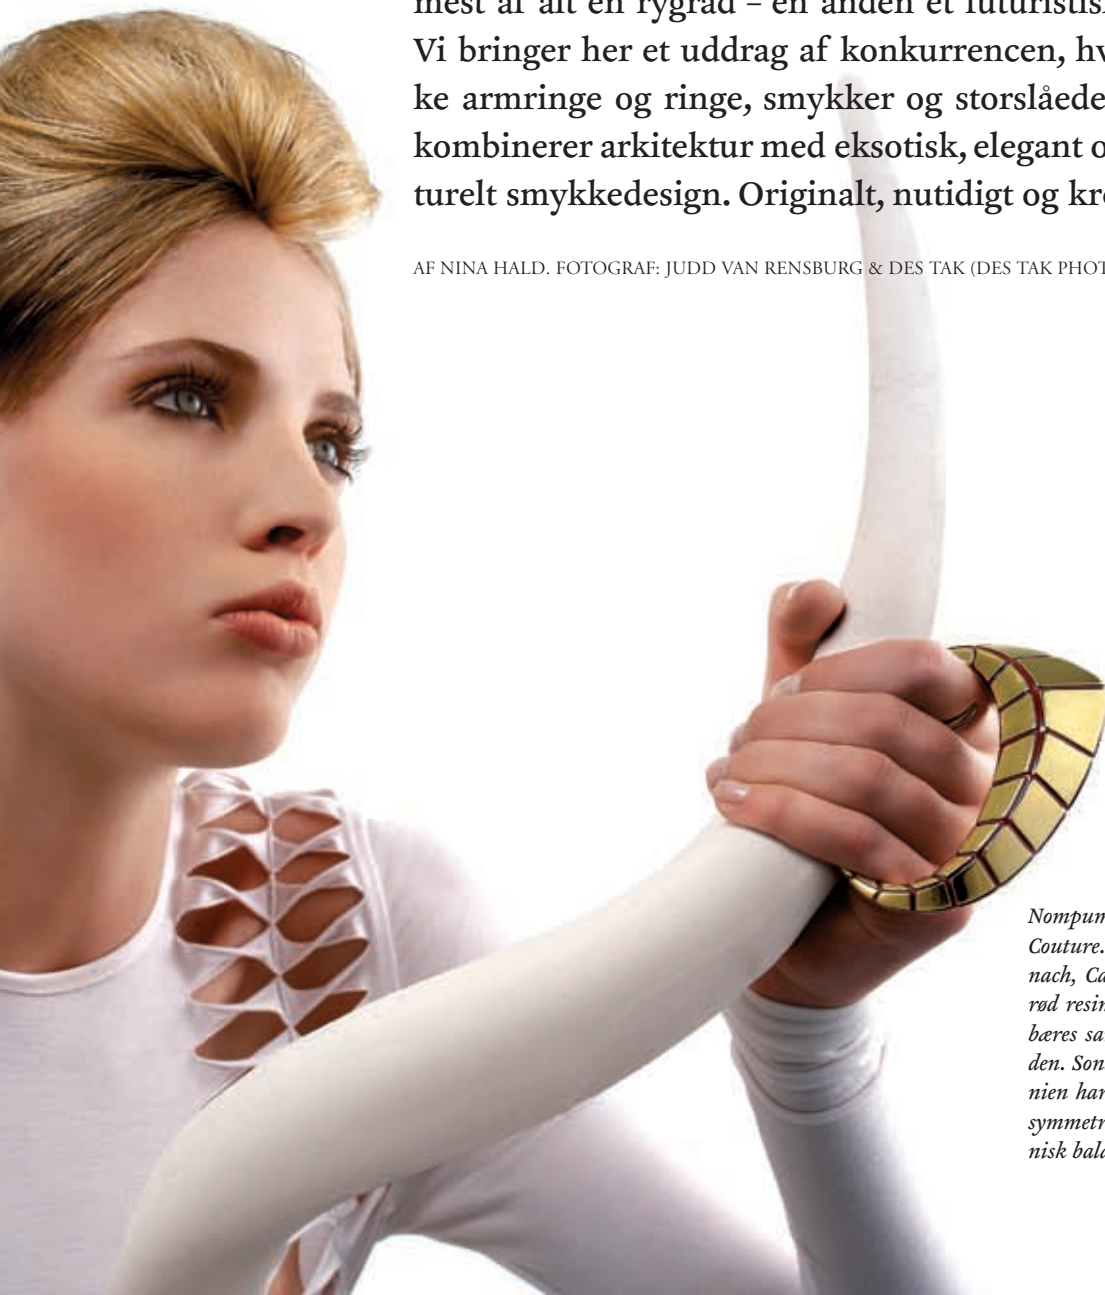 mest af alt en rygrad – en anden et futuristis
Vi bringer her et uddrag af konkurrencen, hv
ke armringe og ringe, smykker og storslåede
kombinerer arkitektur med eksotisk, elegant o
turelt smykkedesign. Originalt, nutidigt og kr
AF NINA HALD. FOTOGRAF: JUDD VAN RENSBURG & DES TAK (DES TAK PHOT
Nompum
Couture.
nach, Ca
rød resin
bæres sa
den. Son
nien har
symmetr
nisk bala